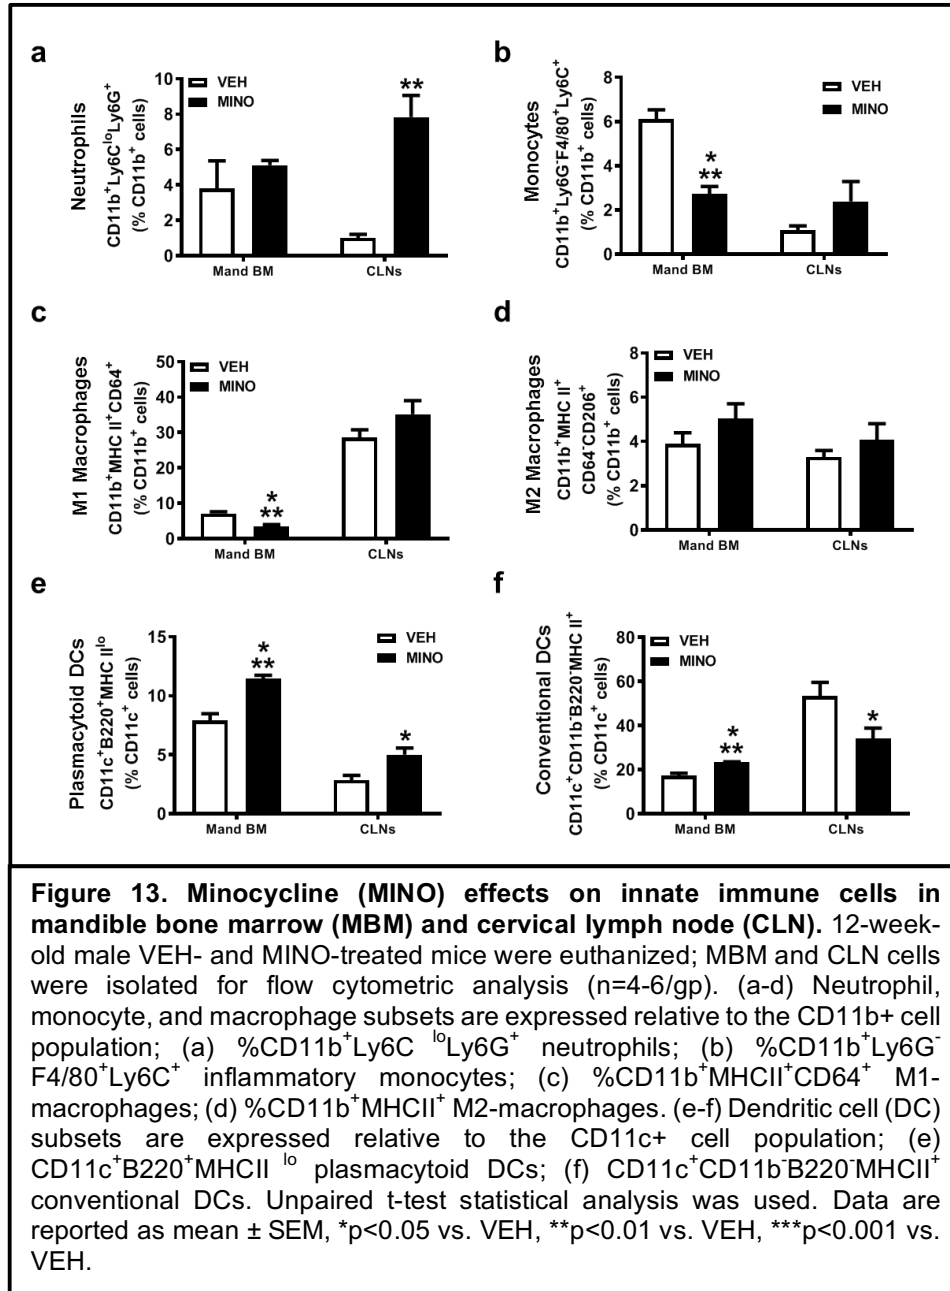 a
Neutrophils
CD11b⁺Ly6C^loLy6G⁺
(% CD11b⁺ cells)
VEH
MINO
10
8
6
4
2
0
**
Mand BM
CLNs
b
Monocytes
CD11b⁺Ly6G⁻F4/80⁺Ly6C⁺
(% CD11b⁺ cells)
VEH
MINO
8
6
4
2
0
*
**
Mand BM
CLNs
c
M1 Macrophages
CD11b⁺MHC II⁺CD64⁺
(% CD11b⁺ cells)
VEH
MINO
50
40
30
20
10
0
*
**
Mand BM
CLNs
d
M2 Macrophages
CD11b⁺MHC II⁺
CD64⁻CD206⁺
(% CD11b⁺ cells)
VEH
MINO
8
6
4
2
0
Mand BM
CLNs
e
Plasmacytoid DCs
CD11c⁺B220⁺MHC II^lo
(% CD11c⁺ cells)
VEH
MINO
15
10
5
0
*
**
*
Mand BM
CLNs
f
Conventional DCs
CD11c⁺CD11b⁻B220⁻MHC II⁺
(% CD11c⁺ cells)
VEH
MINO
80
60
40
20
0
*
**
*
Mand BM
CLNs
Figure 13. Minocycline (MINO) effects on innate immune cells in
mandible bone marrow (MBM) and cervical lymph node (CLN). 12-week-
old male VEH- and MINO-treated mice were euthanized; MBM and CLN cells
were isolated for flow cytometric analysis (n=4-6/gp). (a-d) Neutrophil,
monocyte, and macrophage subsets are expressed relative to the CD11b+ cell
population; (a) %CD11b⁺Ly6C ^loLy6G⁺ neutrophils; (b) %CD11b⁺Ly6G⁻
F4/80⁺Ly6C⁺ inflammatory monocytes; (c) %CD11b⁺MHCII⁺CD64⁺ M1-
macrophages; (d) %CD11b⁺MHCII⁺ M2-macrophages. (e-f) Dendritic cell (DC)
subsets are expressed relative to the CD11c+ cell population; (e)
CD11c⁺B220⁺MHCII ^lo plasmacytoid DCs; (f) CD11c⁺CD11b⁻B220⁻MHCII⁺
conventional DCs. Unpaired t-test statistical analysis was used. Data are
reported as mean ± SEM, *p<0.05 vs. VEH, **p<0.01 vs. VEH, ***p<0.001 vs.
VEH.